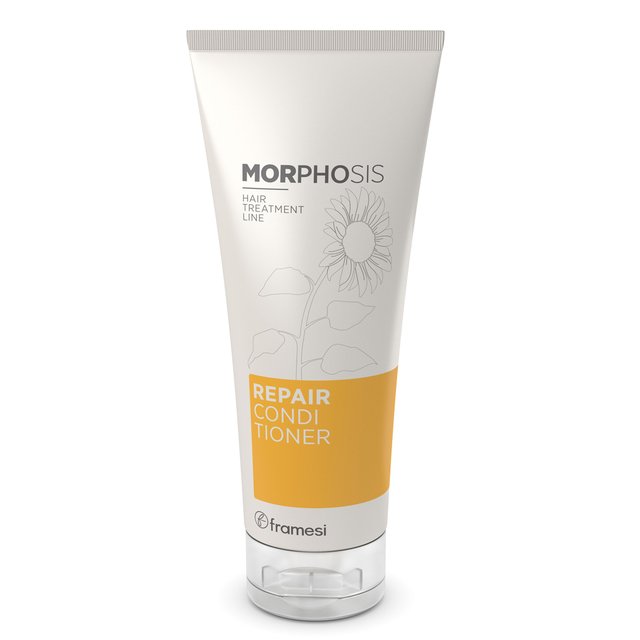 MORPHOSIS
HAIR
TREATMENT
LINE
REPAIR
CONDI
TIONER
framesi